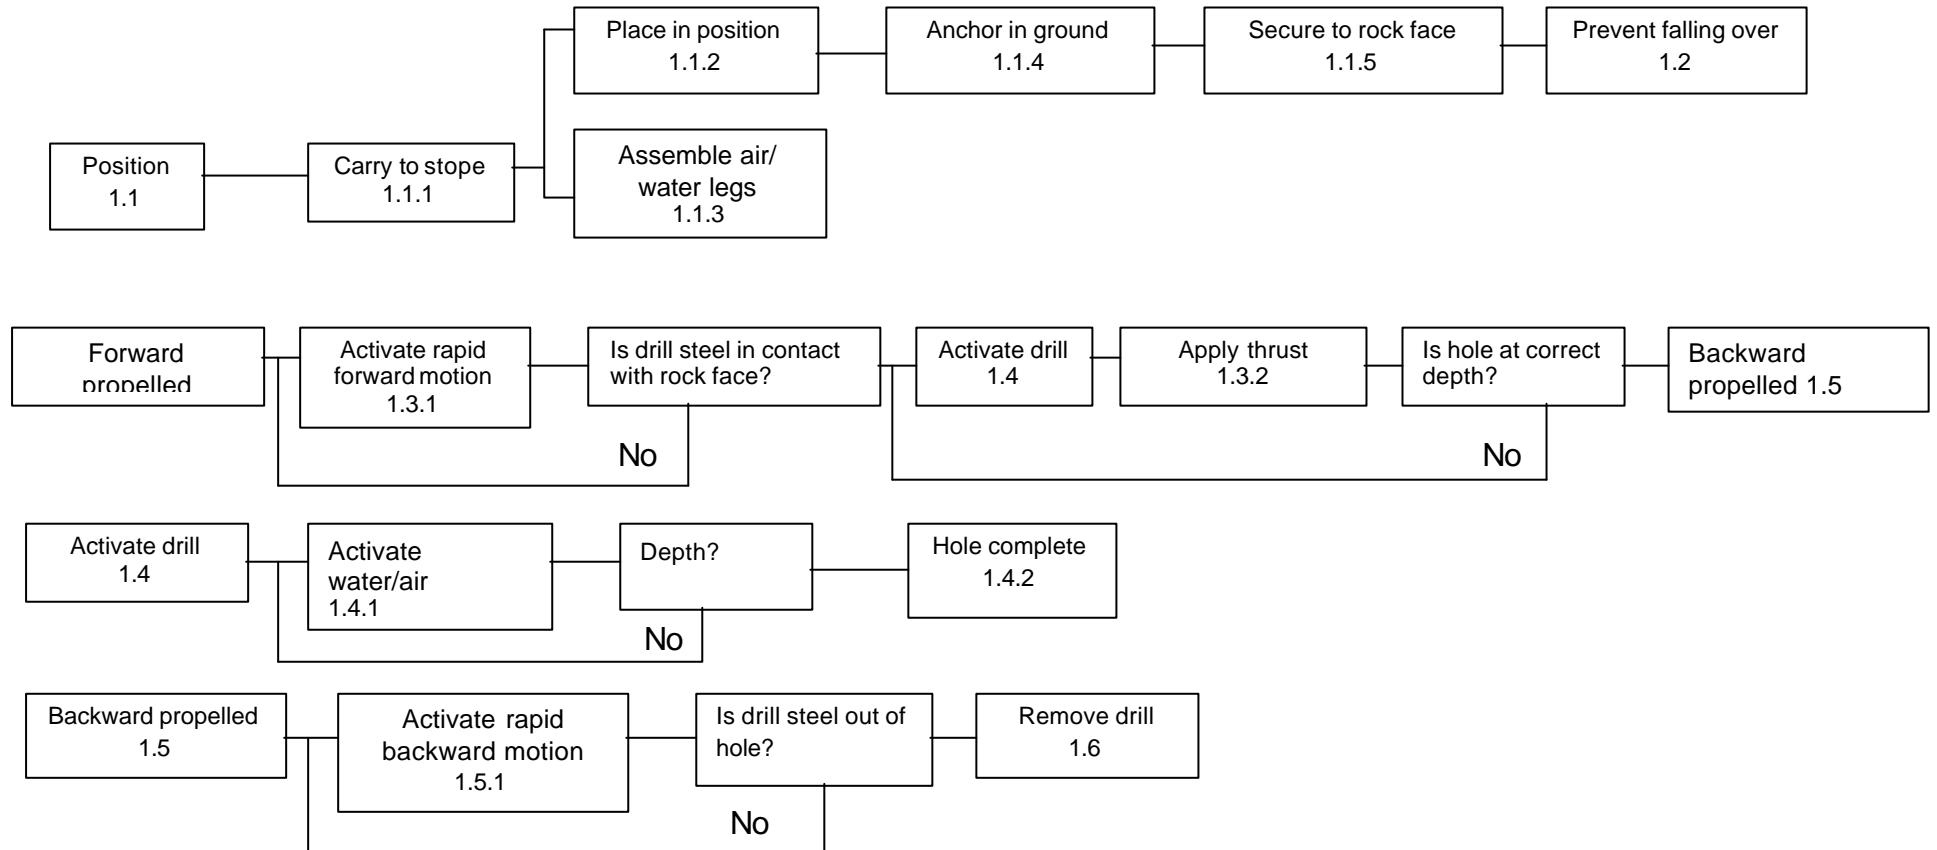 Place in position
1.1.2
Anchor in ground
1.1.4
Secure to rock face
1.1.5
Prevent falling over
1.2
Position
1.1
Carry to stope
1.1.1
Assemble air/
water legs
1.1.3
Forward
propelled
Activate rapid
forward motion
1.3.1
Is drill steel in contact
with rock face?
Activate drill
1.4
Apply thrust
1.3.2
Is hole at correct
depth?
Backward
propelled 1.5
No
No
Activate drill
1.4
Activate
water/air
1.4.1
Depth?
Hole complete
1.4.2
No
Backward propelled
1.5
Activate rapid
backward motion
1.5.1
Is drill steel out of
hole?
Remove drill
1.6
No